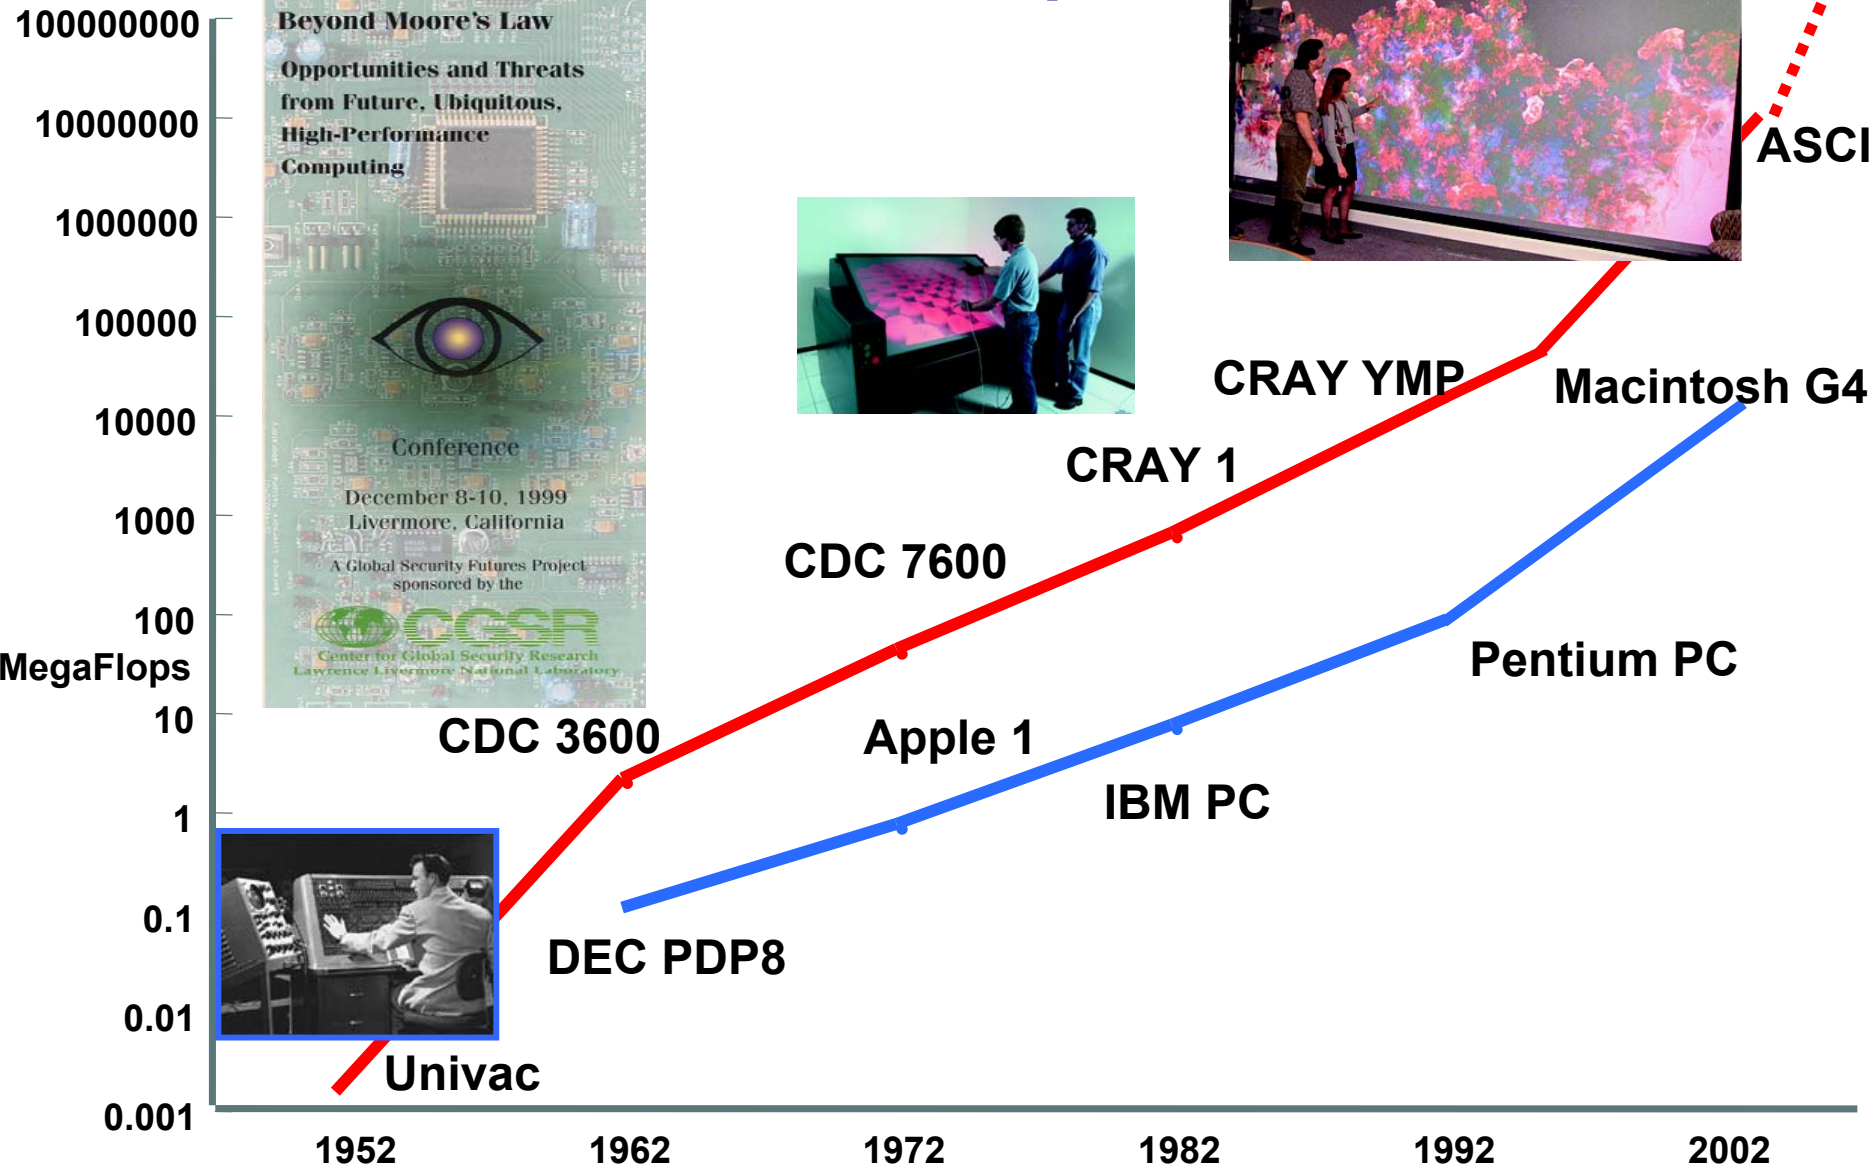 100000000
10000000
1000000
100000
10000
1000
100
MegaFlops
10
1
0.1
0.01
0.001
Beyond Moore's Law
Opportunities and Threats
from Future, Ubiquitous,
High-Performance
Computing
Conference
December 8-10, 1999
Livermore, California
A Global Security Futures Project
sponsored by the
CGSR
Center for Global Security Research
Lawrence Livermore National Laboratory
ASCI
CRAY YMP
Macintosh G4
CRAY 1
CDC 7600
Pentium PC
CDC 3600
Apple 1
IBM PC
DEC PDP8
Univac
1952
1962
1972
1982
1992
2002